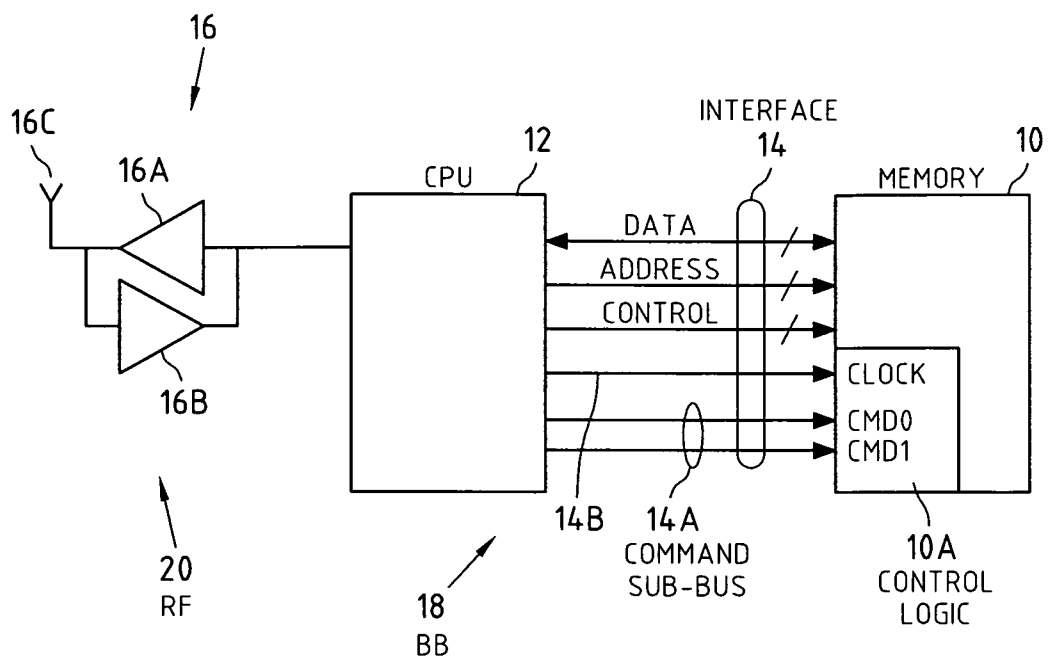 16
16C
16A
16B
20
RF
CPU
12
INTERFACE
14
MEMORY
10
DATA
ADDRESS
CONTROL
CLOCK
CMD0
CMD1
14B
14A
COMMAND
SUB-BUS
10A
CONTROL
LOGIC
18
BB